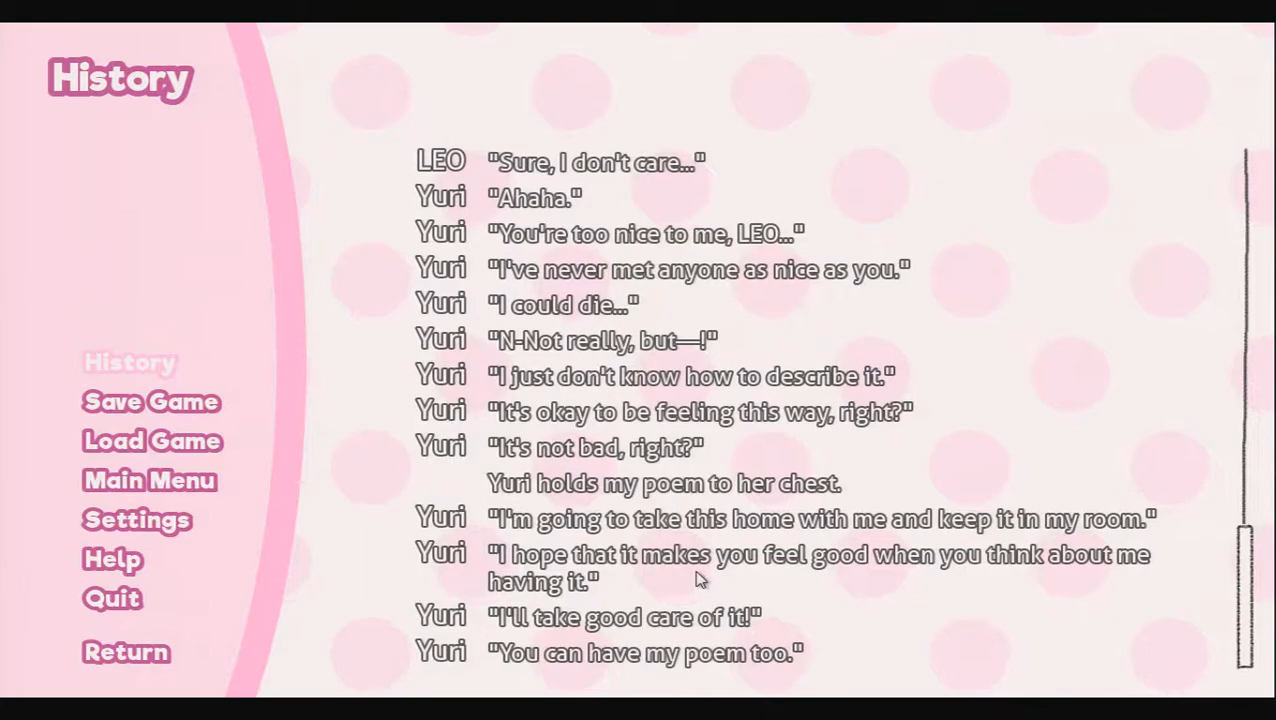 History
LEO "Sure, I don't care..."
Yuri "Ahaha."
Yuri "You're too nice to me, LEO..."
Yuri "I've never met anyone as nice as you."
Yuri "I could die..."
Yuri "N-Not really, but—!"
Yuri "I just don't know how to describe it."
Yuri "It's okay to be feeling this way, right?"
Yuri "It's not bad, right?"
Yuri holds my poem to her chest.
Yuri "I'm going to take this home with me and keep it in my room."
Yuri "I hope that it makes you feel good when you think about me
having it."
Yuri "I'll take good care of it!"
Yuri "You can have my poem too."
History
Save Game
Load Game
Main Menu
Settings
Help
Quit
Return